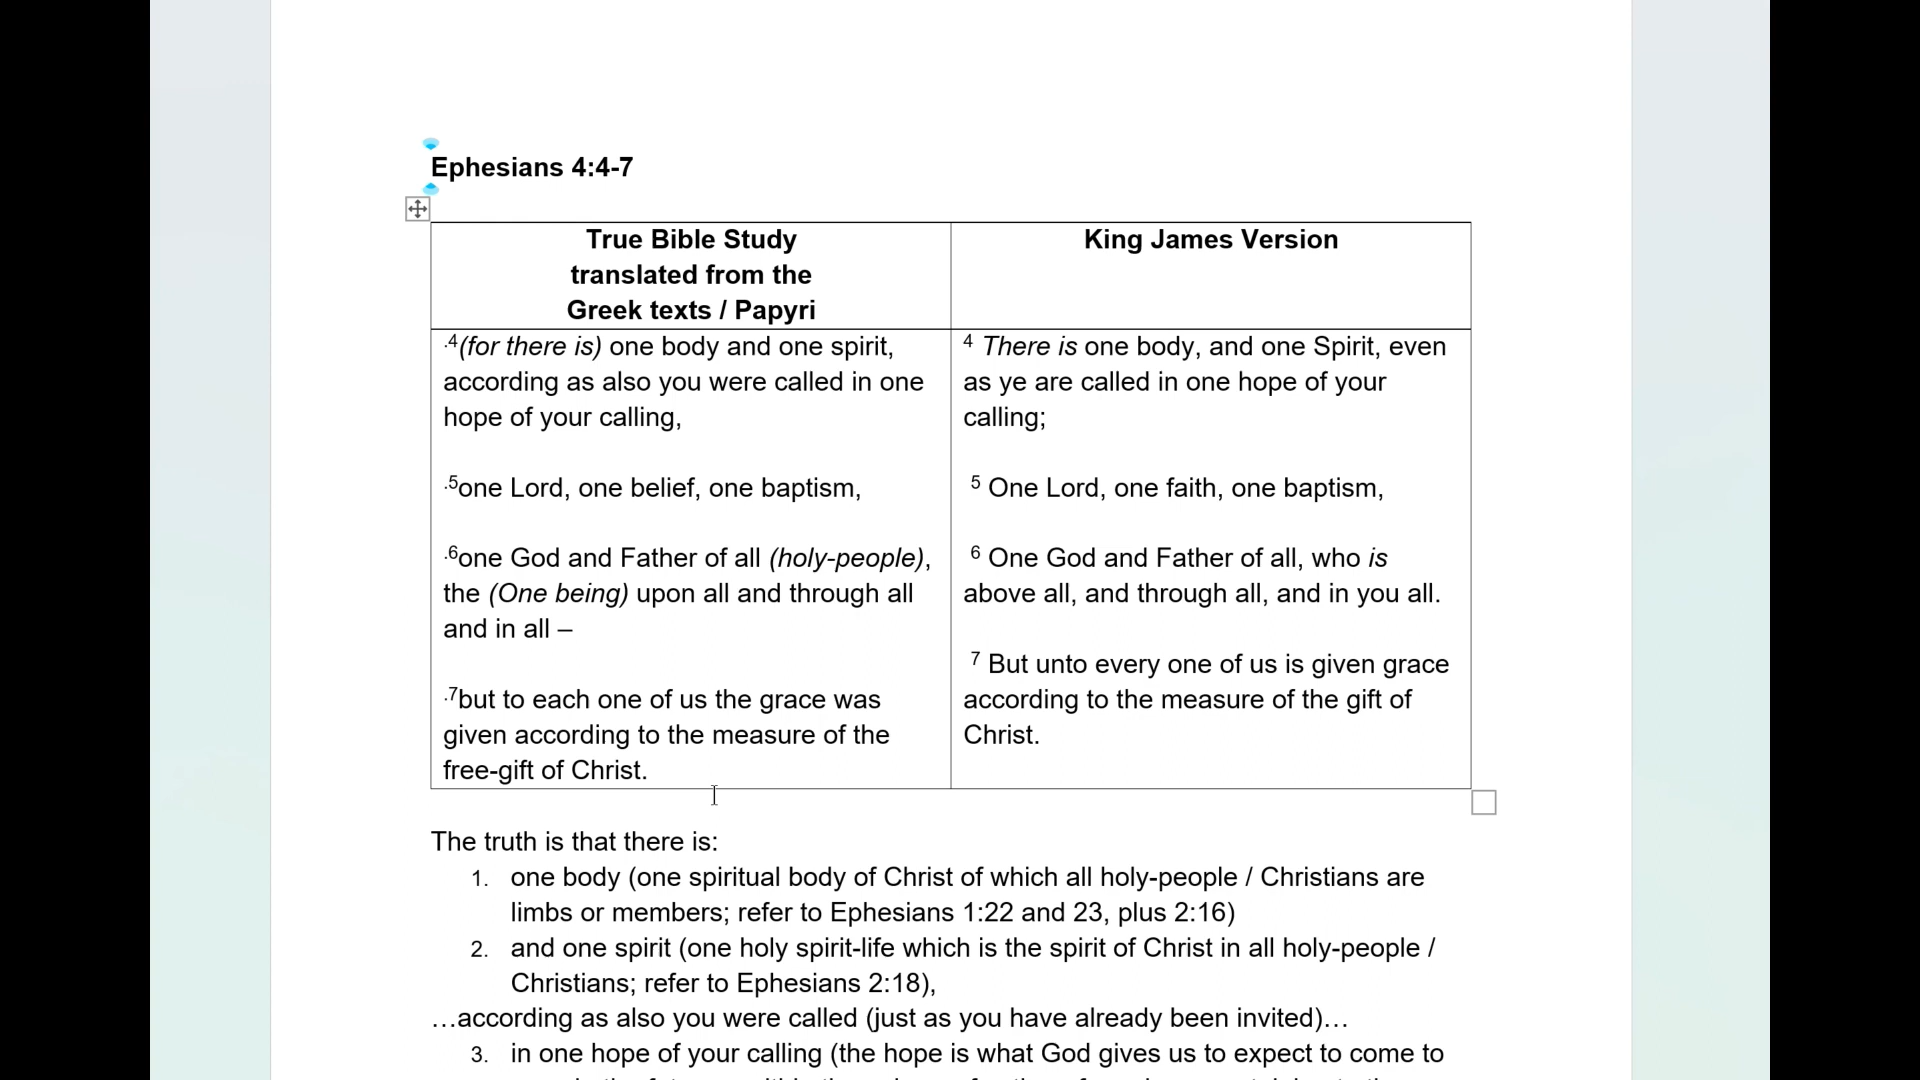 Ephesians 4:4-7
True Bible Study
translated from the
Greek texts / Papyri
King James Version
.4(for there is) one body and one spirit,
according as also you were called in one
hope of your calling,
.5one Lord, one belief, one baptism,
.6one God and Father of all (holy-people),
the (One being) upon all and through all
and in all –
.7but to each one of us the grace was
given according to the measure of the
free-gift of Christ.
4 There is one body, and one Spirit, even
as ye are called in one hope of your
calling;
5 One Lord, one faith, one baptism,
6 One God and Father of all, who is
above all, and through all, and in you all.
7 But unto every one of us is given grace
according to the measure of the gift of
Christ.
The truth is that there is:
1. one body (one spiritual body of Christ of which all holy-people / Christians are
limbs or members; refer to Ephesians 1:22 and 23, plus 2:16)
2. and one spirit (one holy spirit-life which is the spirit of Christ in all holy-people /
Christians; refer to Ephesians 2:18),
…according as also you were called (just as you have already been invited)…
3. in one hope of your calling (the hope is what God gives us to expect to come to